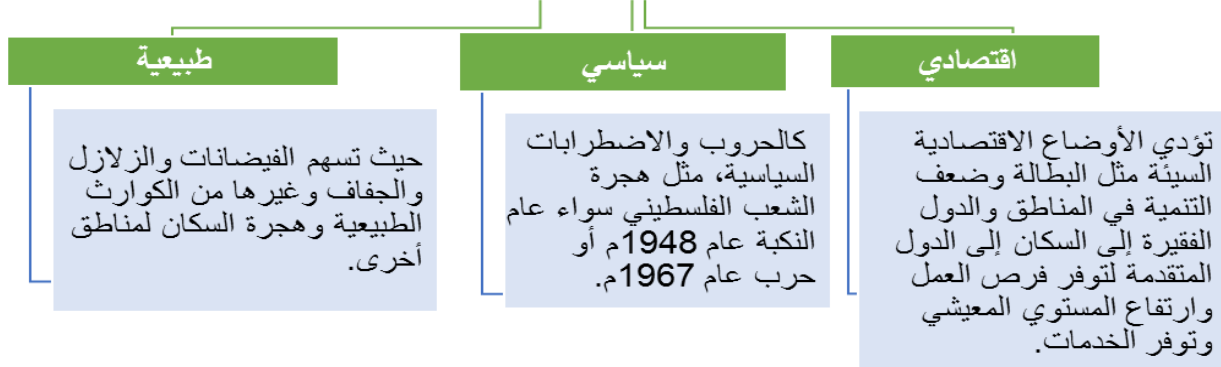 اقتصادي
تؤدي الأوضاع الاقتصادية
السيئة مثل البطالة وضعف
التنمية في المناطق والدول
الفقيرة إلى السكان إلى الدول
المتقدمة لتوفر فرص العمل
وارتفاع المستوي المعيشي
وتوفر الخدمات.
سياسي
كالحروب والاضطرابات
السياسية، مثل هجرة
الشعب الفلسطيني سواء عام
النكبة عام 1948م أو
حرب عام 1967م.
طبيعية
حيث تسهم الفيضانات والزلازل
والجفاف وغيرها من الكوارث
الطبيعية وهجرة السكان لمناطق
أخرى.